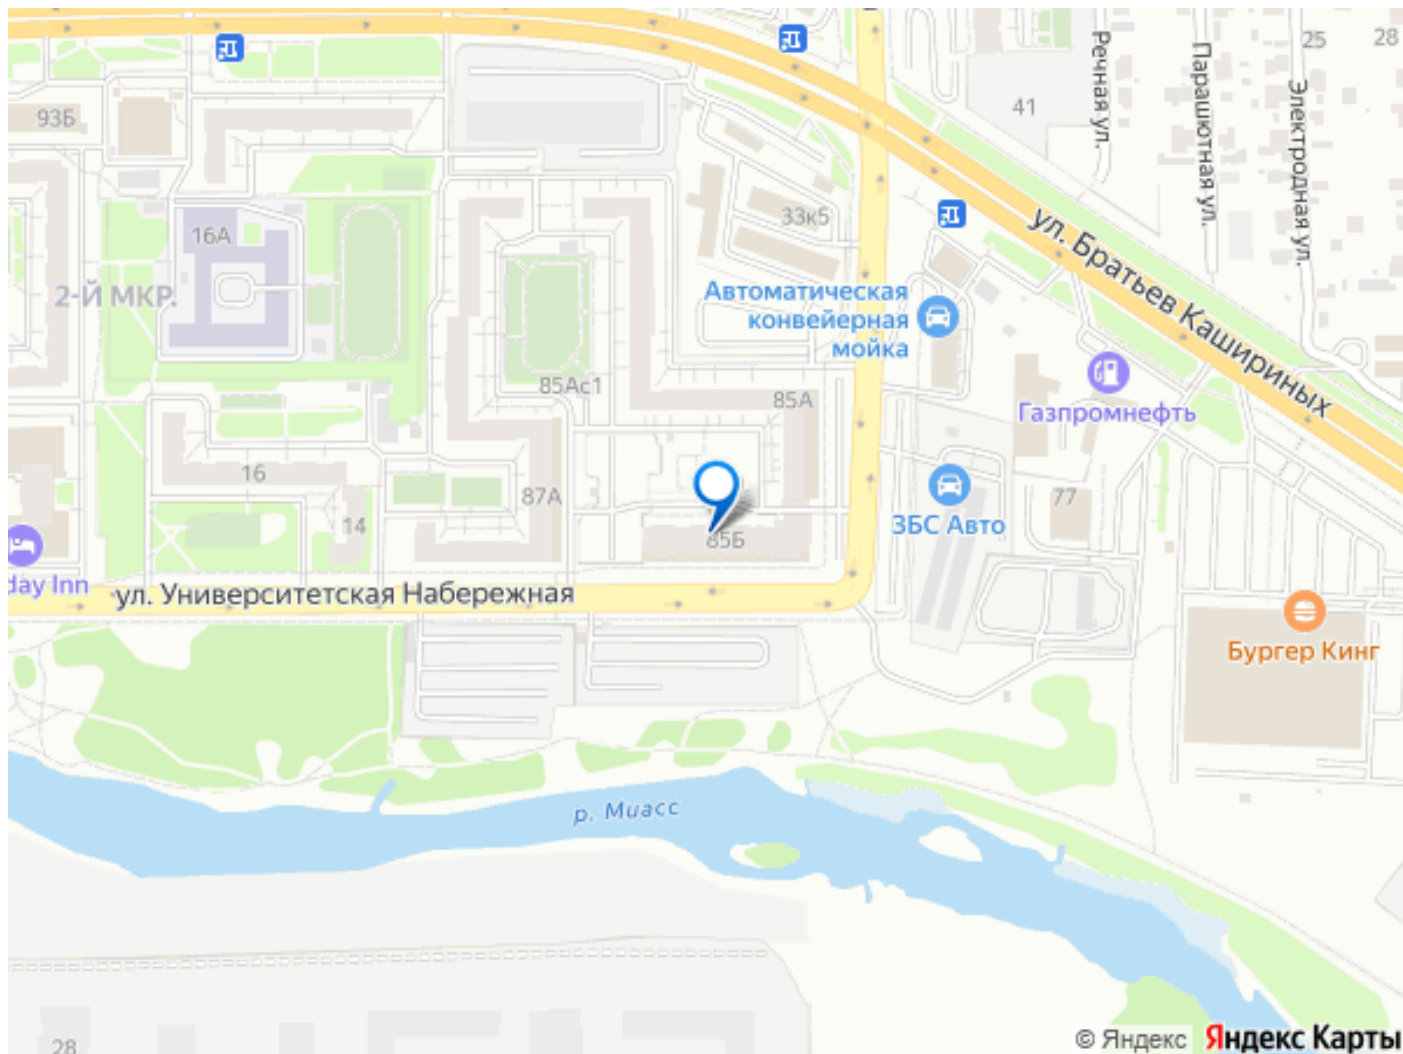 25
28
Речная ул.
Парашютная ул.
Электродная ул.
41
93Б
16А
33к5
ул. Братьев Кашириных
2-Й МКР.
Автоматическая
конвейерная
мойка
85Ас1
85А
Газпромнефть
16
87А
14
77
ЗБС Авто
85Б
day Inn
ул. Университетская Набережная
Бургер Кинг
р. Миасс
28
© Яндекс
Яндекс Карты